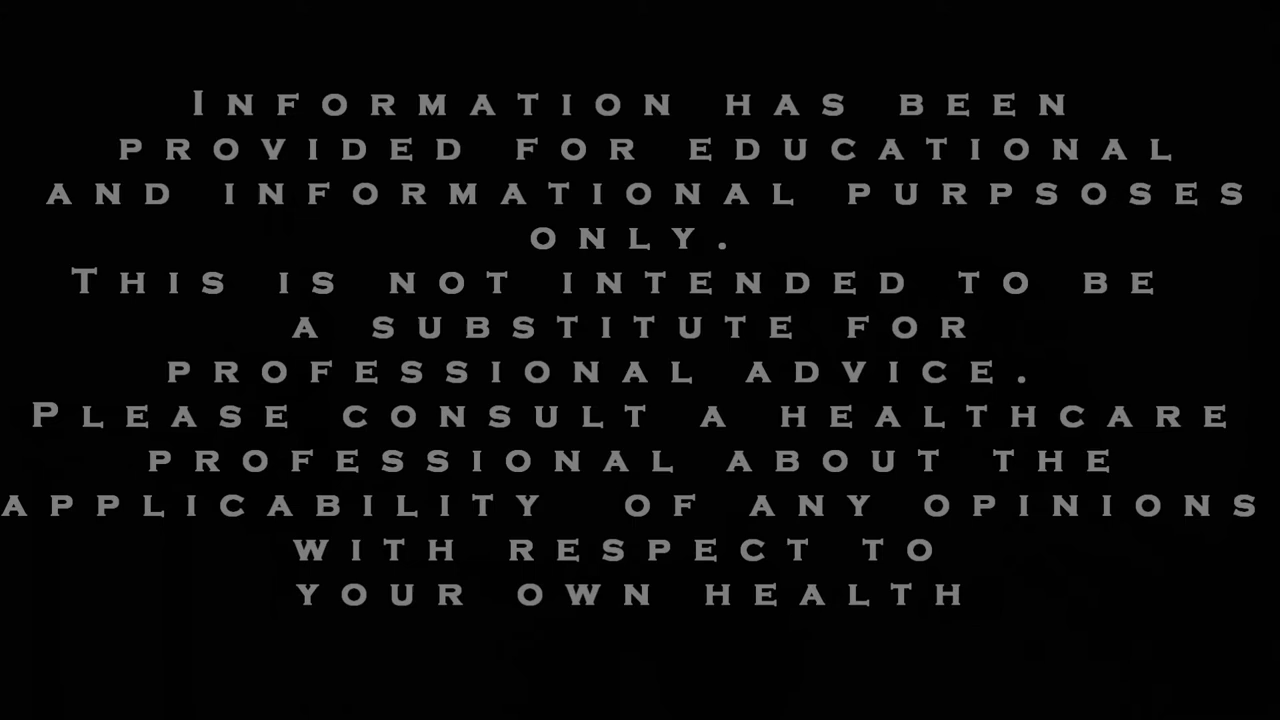 Information has been
provided for educational
and informational purpsoses
only.
This is not intended to be
a substitute for
professional advice.
Please consult a healthcare
professional about the
applicability of any opinions
with respect to
your own health